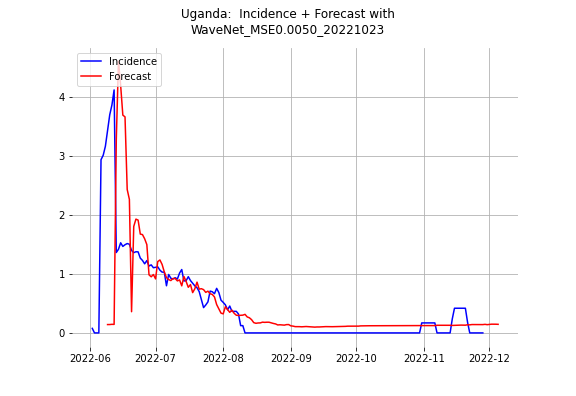 Uganda:  Incidence + Forecast with
WaveNet_MSE0.0050_20221023
Incidence
Forecast
4
3
2
1
0
2022-06 2022-07 2022-08 2022-09 2022-10 2022-11 2022-12